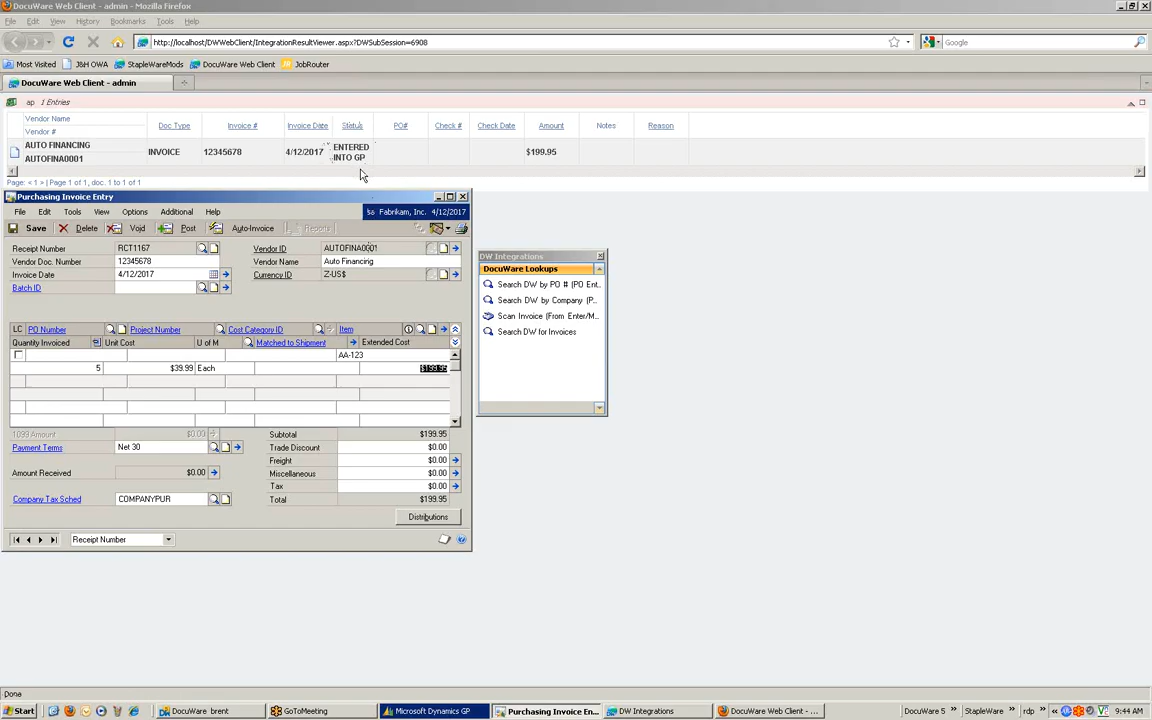 DocuWare Web Client - admin - Mozilla Firefox
File Edit View History Bookmarks Tools Help
http://localhost/DWWebClient/IntegrationResultViewer.aspx?DWSubSession=6908
Google
Most Visited J&H OWA StaplewareMods DocuWare Web Client JobRouter
DocuWare Web Client - admin
ap 1 Entries
Vendor Name
Vendor #
Doc Type Invoice # Invoice Date Status PO# Check # Check Date Amount Notes Reason
AUTO FINANCING
AUTOFINA0001
INVOICE 12345678 4/12/2017 ENTERED INTO GP $199.95
Page: < 1 > | Page 1 of 1, doc. 1 to 1 of 1
Purchasing Invoice Entry
File Edit Tools View Options Additional Help Fabrikam, Inc. 4/12/2017
Save Delete Void Post Auto-Invoice Reports
Receipt Number RCT1167 Vendor ID AUTOFINA0001
Vendor Doc. Number 12345678 Vendor Name Auto Financing
Invoice Date 4/12/2017 Currency ID Z-US$
Batch ID
LC PO Number Project Number Cost Category ID Item
Quantity Invoiced Unit Cost U of M Matched to Shipment Extended Cost
AA-123
5 $39.99 Each $199.95
1099 Amount $0.00 Subtotal $199.95
Payment Terms Net 30 Trade Discount $0.00
Freight $0.00
Amount Received $0.00 Miscellaneous $0.00
Tax $0.00
Company Tax Sched COMPANYPUR Total $199.95
Distributions
Receipt Number
DW Integrations
DocuWare Lookups
Search DW by PO # (PO Ent..
Search DW by Company (P...
Scan Invoice (From Enter/M...
Search DW for Invoices
Done
Start DocuWare brent GoToMeeting Microsoft Dynamics GP Purchasing Invoice En... DW Integrations DocuWare Web Client - ... DocuWare 5 » StapleWare » rdp » 9:44 AM